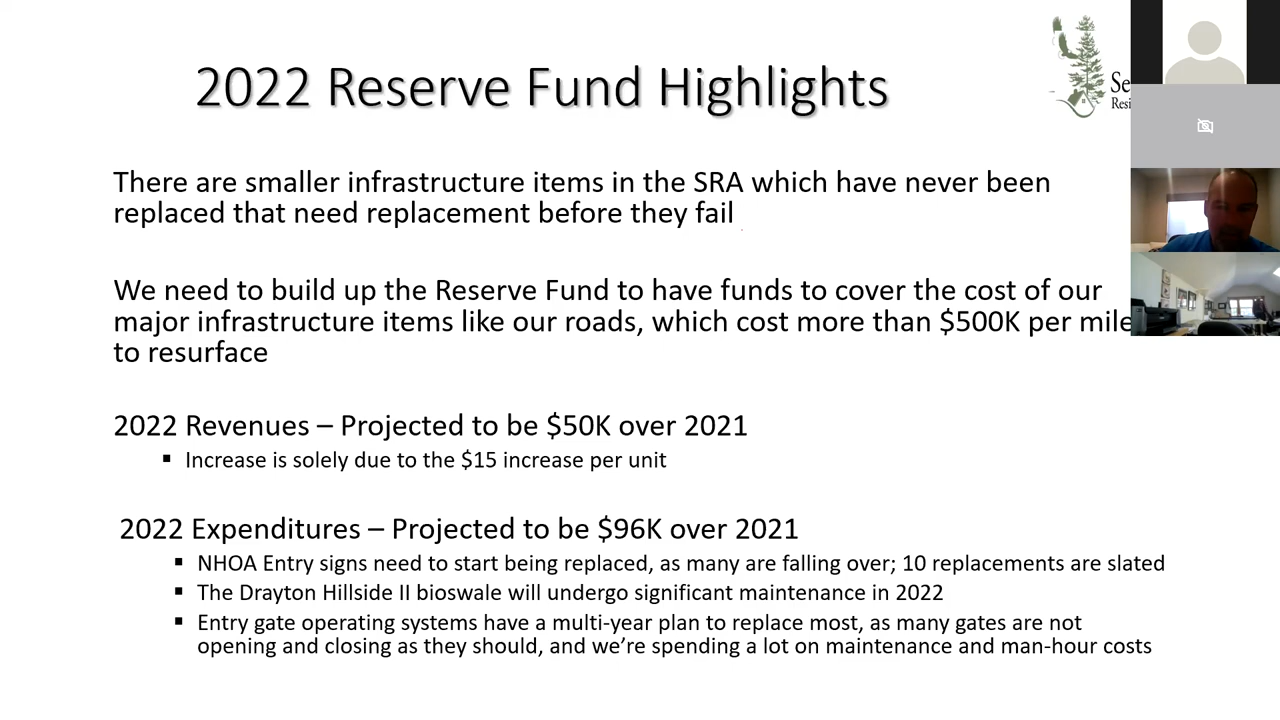 2022 Reserve Fund Highlights
There are smaller infrastructure items in the SRA which have never been
replaced that need replacement before they fail
We need to build up the Reserve Fund to have funds to cover the cost of our
major infrastructure items like our roads, which cost more than $500K per mile
to resurface
2022 Revenues – Projected to be $50K over 2021
▪ Increase is solely due to the $15 increase per unit
2022 Expenditures – Projected to be $96K over 2021
▪ NHOA Entry signs need to start being replaced, as many are falling over; 10 replacements are slated
▪ The Drayton Hillside II bioswale will undergo significant maintenance in 2022
▪ Entry gate operating systems have a multi-year plan to replace most, as many gates are not
opening and closing as they should, and we’re spending a lot on maintenance and man-hour costs